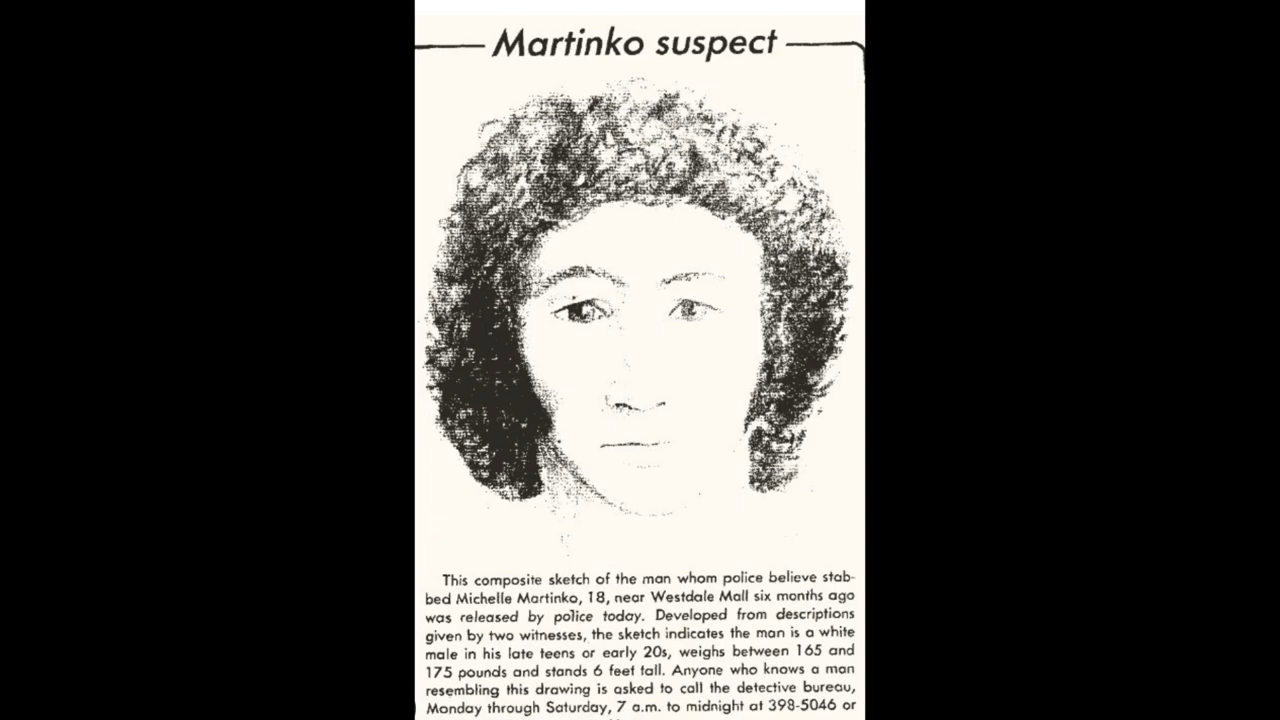 Martinko suspect
This composite sketch of the man whom police believe stab-
bed Michelle Martinko, 18, near Westdale Mall six months ago
was released by police today. Developed from descriptions
given by two witnesses, the sketch indicates the man is a white
male in his late teens or early 20s, weighs between 165 and
175 pounds and stands 6 feet tall. Anyone who knows a man
resembling this drawing is asked to call the detective bureau,
Monday through Saturday, 7 a.m. to midnight at 398-5046 or